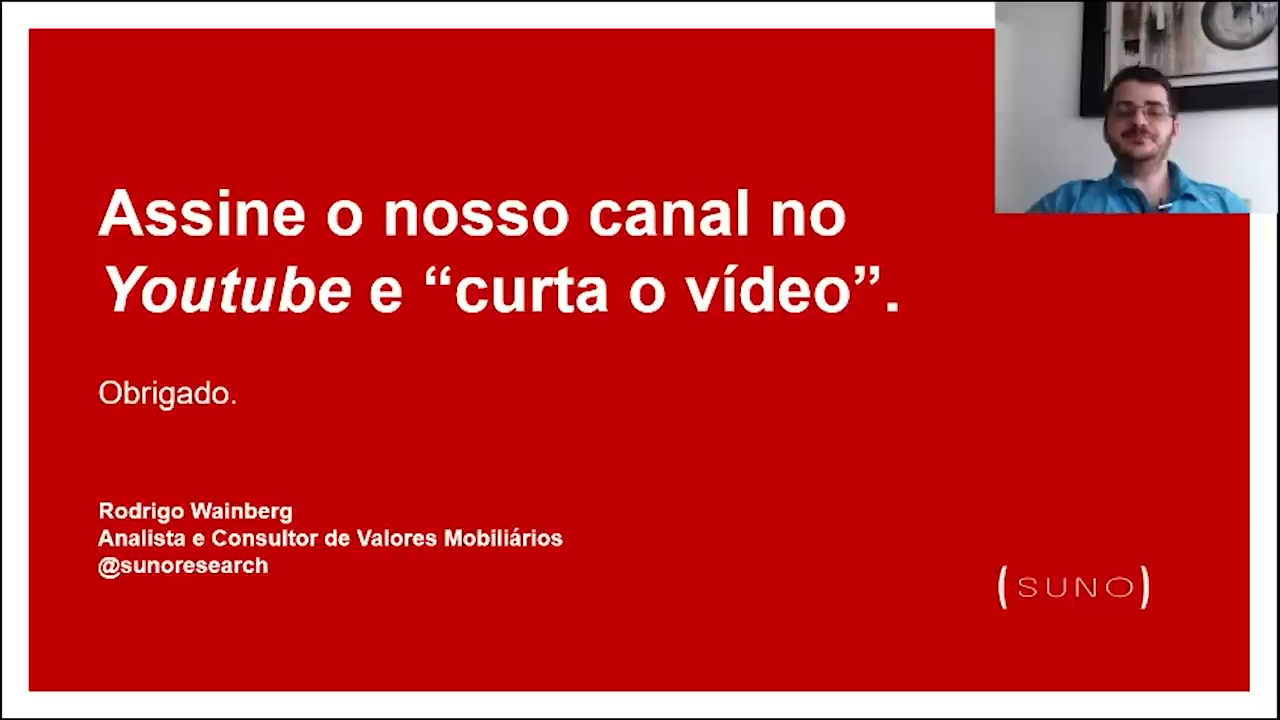 Assine o nosso canal no
Youtube e “curta o vídeo”.
Obrigado.
Rodrigo Wainberg
Analista e Consultor de Valores Mobiliários
@sunoresearch
(SUNO)